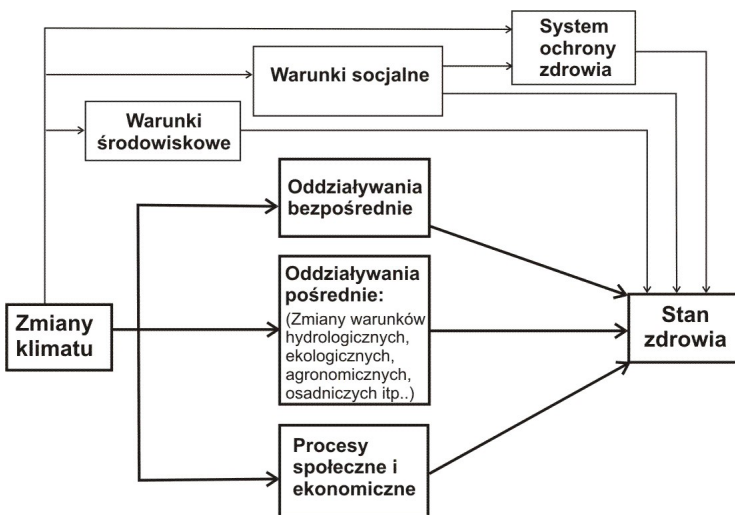 System
ochrony
zdrowia
Warunki socjalne
Warunki
środowiskowe
Oddziaływania
bezpośrednie
Oddziaływania
pośrednie:
(Zmiany warunków
hydrologicznych,
ekologicznych,
agronomicznych,
osadniczych itp..)
Zmiany
klimatu
Stan
zdrowia
Procesy
społeczne i
ekonomiczne